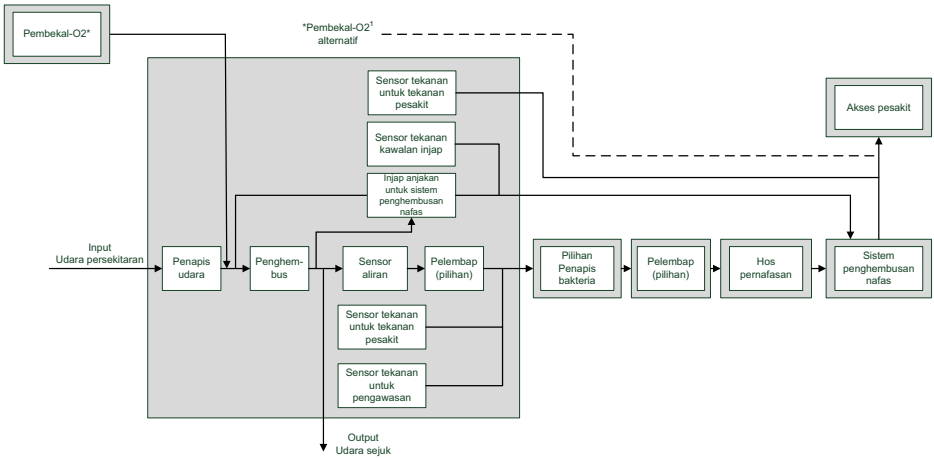 Pembekal-O2*
*Pembekal-O2¹
alternatif
Sensor tekanan
untuk tekanan
pesakit
Akses pesakit
Sensor tekanan
kawalan injap
Injap anjakan
untuk sistem
penghembusan
nafas
Input
Udara persekitaran
Penapis
udara
Penghem-
bus
Sensor
aliran
Pelembap
(pilihan)
Pilihan
Penapis
bakteria
Pelembap
(pilihan)
Hos
pernafasan
Sistem
penghembusan
nafas
Sensor tekanan
untuk tekanan
pesakit
Sensor tekanan
untuk
pengawasan
Output
Udara sejuk